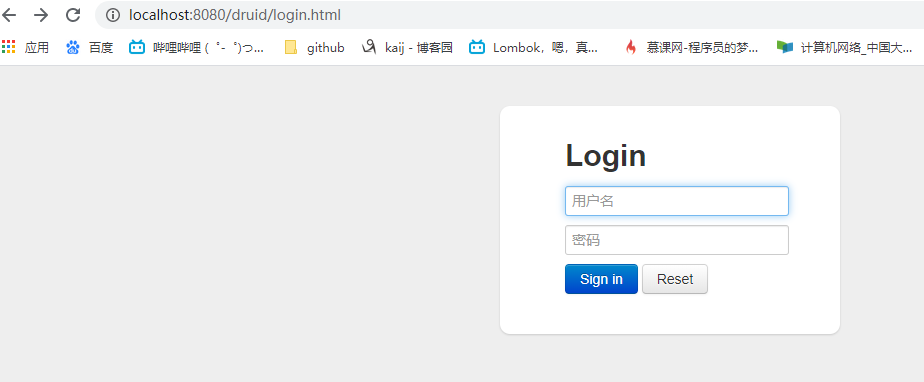 localhost:8080/druid/login.html
应用 百度 哔哩哔哩 ( ゜- ゜)つ... github kaij - 博客园 Lombok，嗯，真... 慕课网-程序员的梦... 计算机网络_中国大...
Login
用户名
密码
Sign in Reset